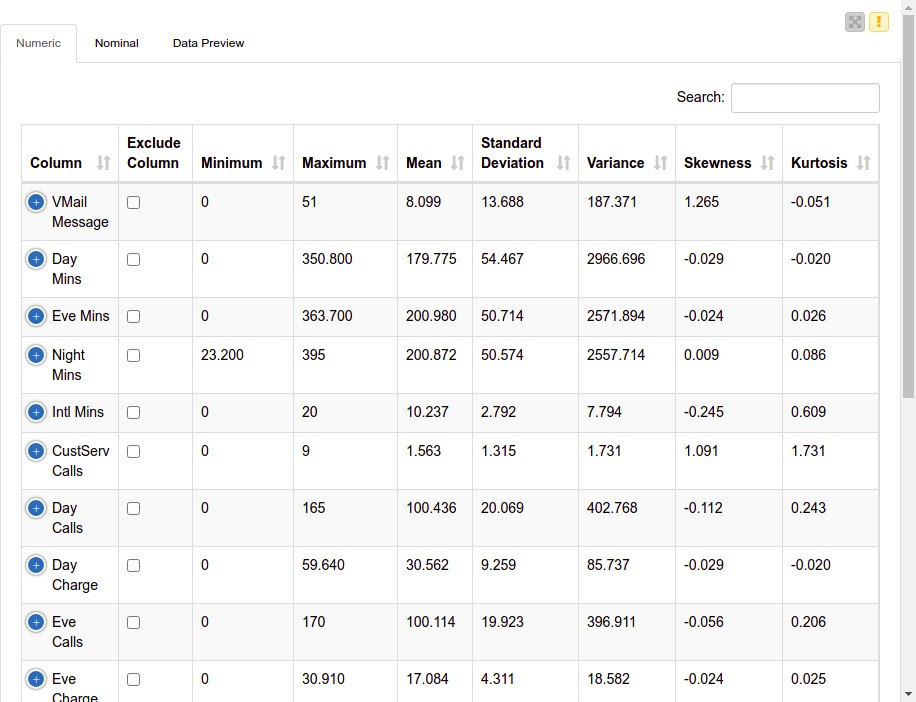 Numeric Nominal Data Preview
Search:
Column Exclude Column Minimum Maximum Mean Standard Deviation Variance Skewness Kurtosis
VMail Message 0 51 8.099 13.688 187.371 1.265 -0.051
Day Mins 0 350.800 179.775 54.467 2966.696 -0.029 -0.020
Eve Mins 0 363.700 200.980 50.714 2571.894 -0.024 0.026
Night Mins 23.200 395 200.872 50.574 2557.714 0.009 0.086
Intl Mins 0 20 10.237 2.792 7.794 -0.245 0.609
CustServ Calls 0 9 1.563 1.315 1.731 1.091 1.731
Day Calls 0 165 100.436 20.069 402.768 -0.112 0.243
Day Charge 0 59.640 30.562 9.259 85.737 -0.029 -0.020
Eve Calls 0 170 100.114 19.923 396.911 -0.056 0.206
Eve Charge 0 30.910 17.084 4.311 18.582 -0.024 0.025